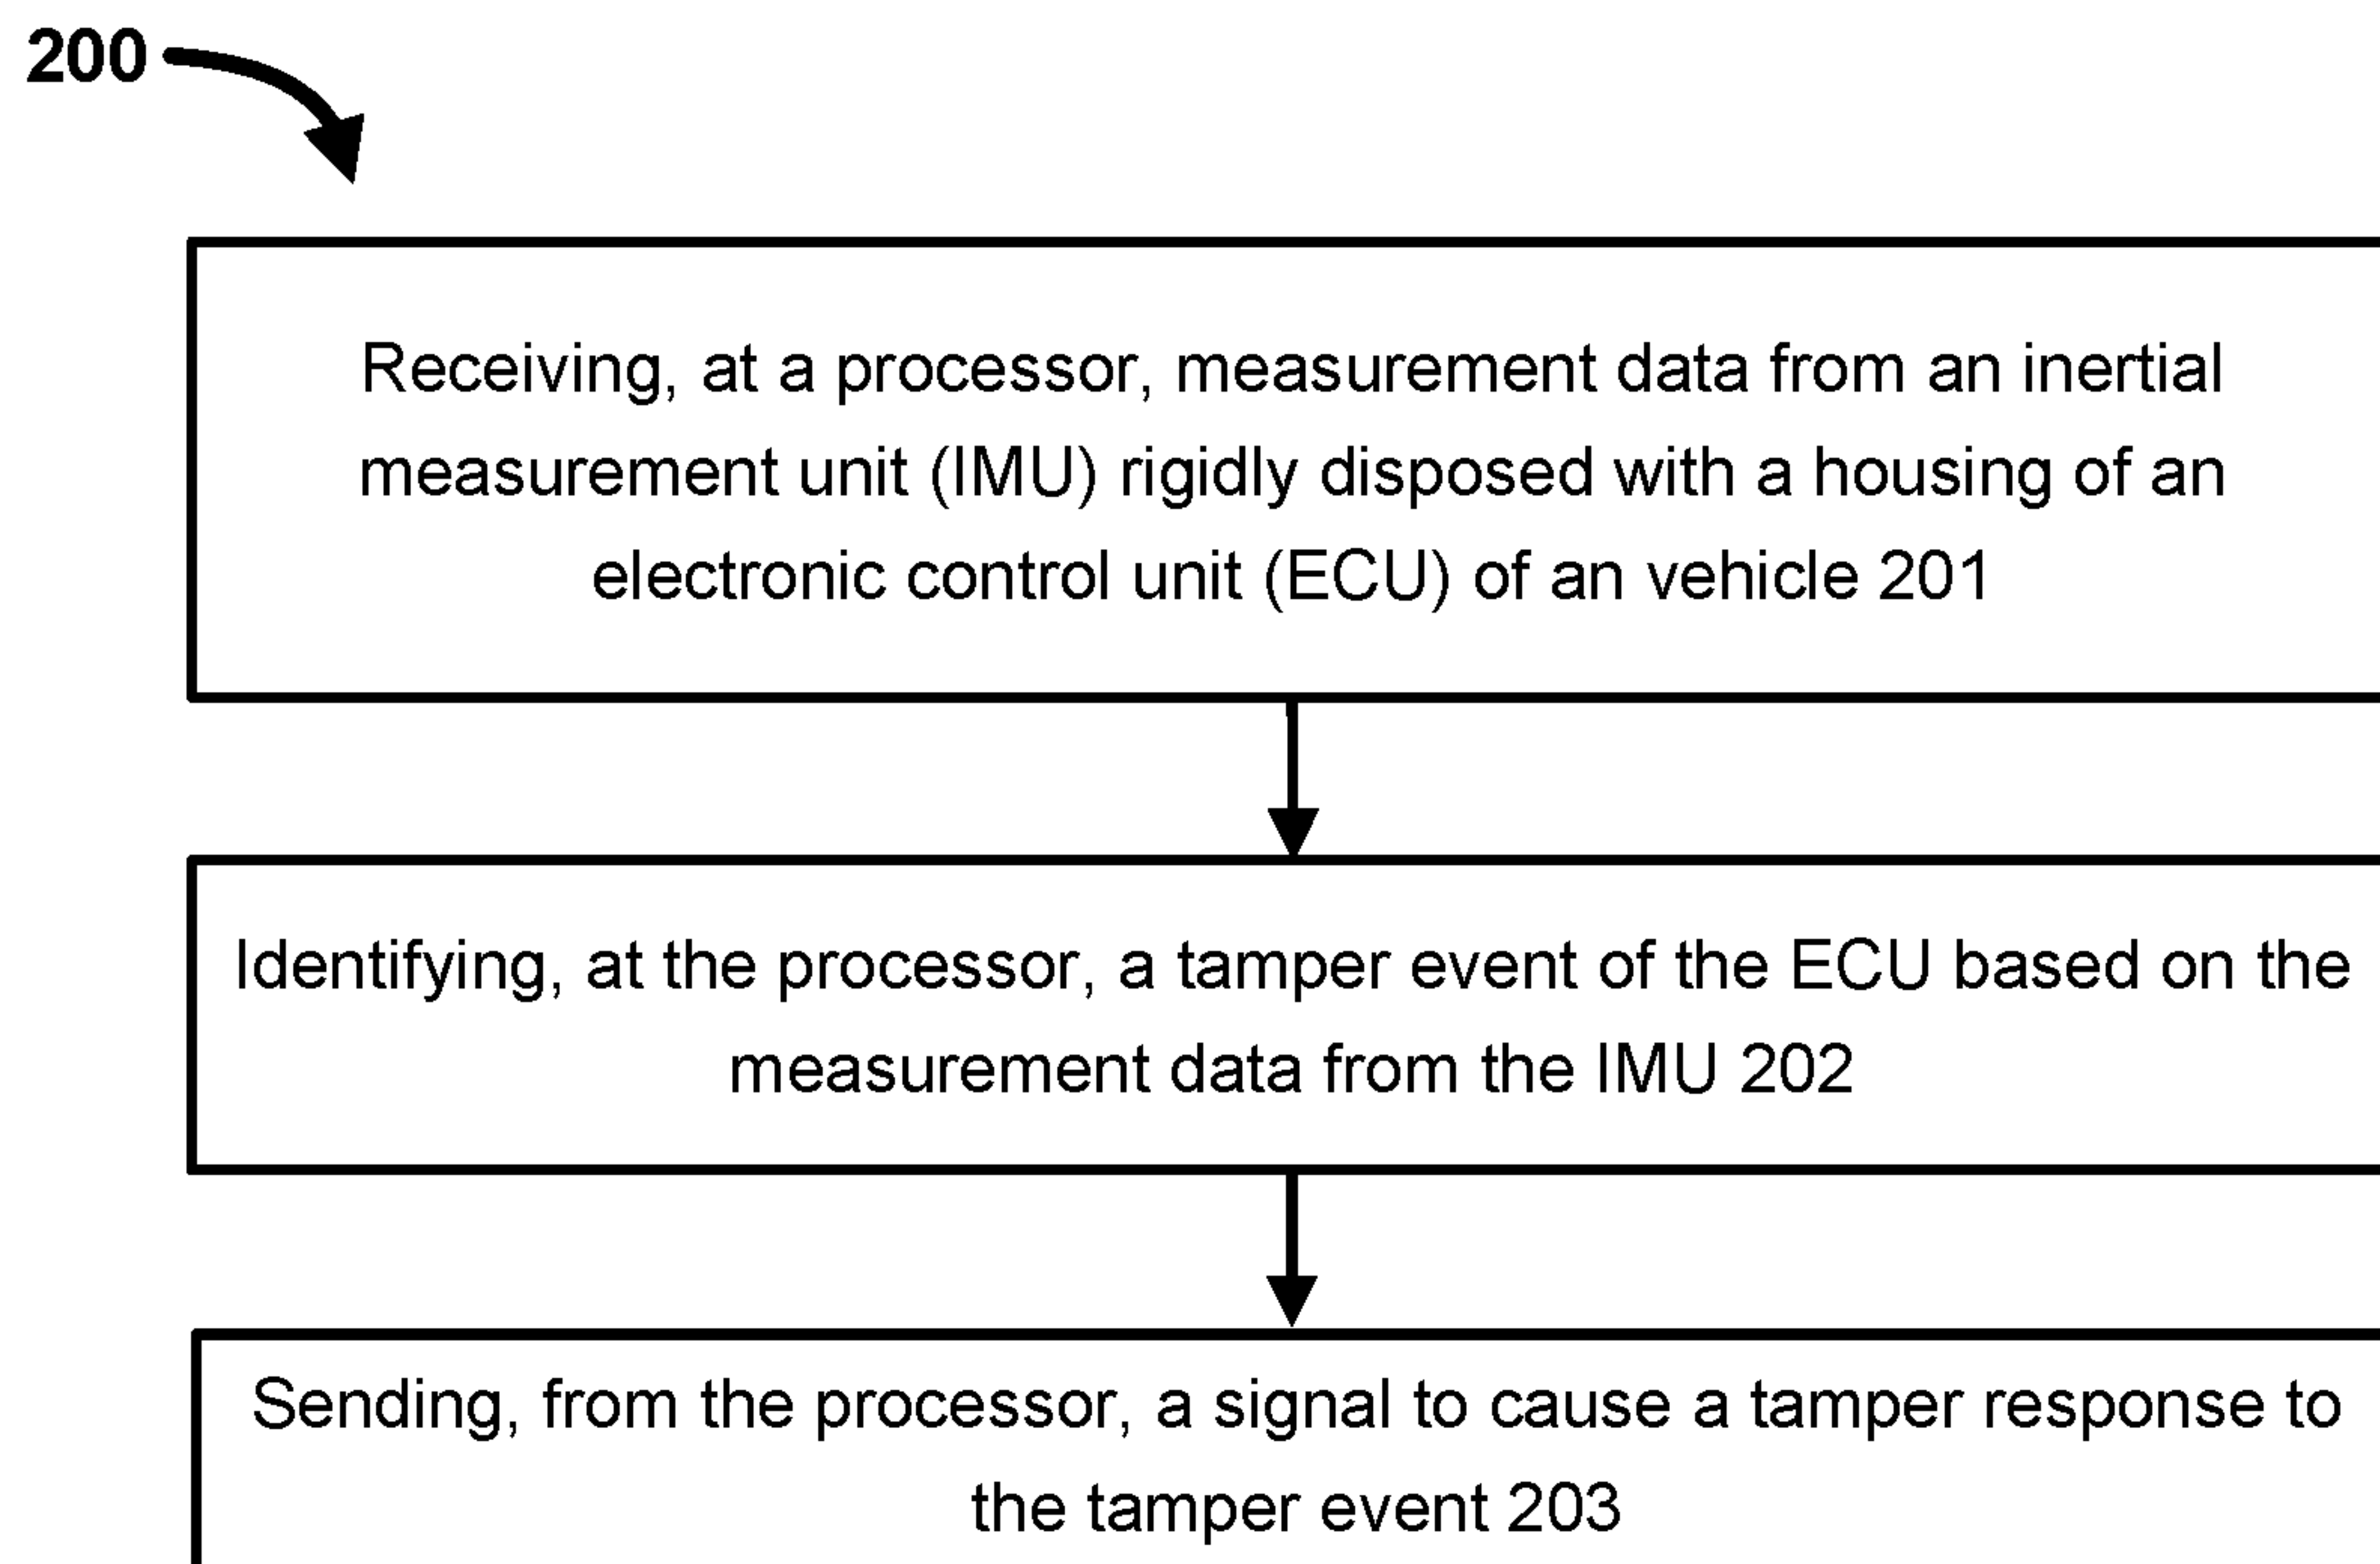 200
Receiving, at a processor, measurement data from an inertial
measurement unit (IMU) rigidly disposed with a housing of an
electronic control unit (ECU) of an vehicle 201
Identifying, at the processor, a tamper event of the ECU based on the
measurement data from the IMU 202
Sending, from the processor, a signal to cause a tamper response to
the tamper event 203